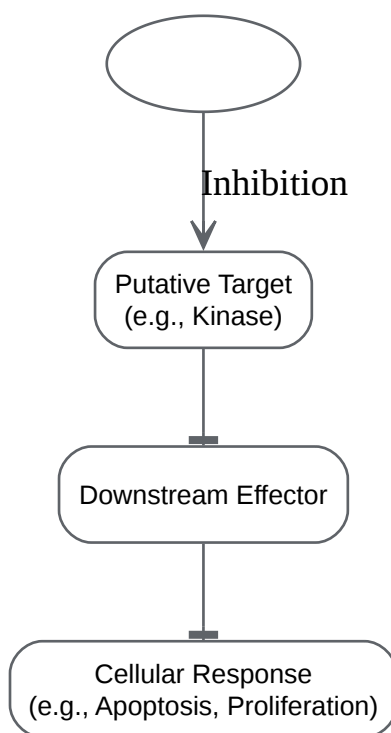 Inhibition
Putative Target
(e.g., Kinase)
Downstream Effector
Cellular Response
(e.g., Apoptosis, Proliferation)